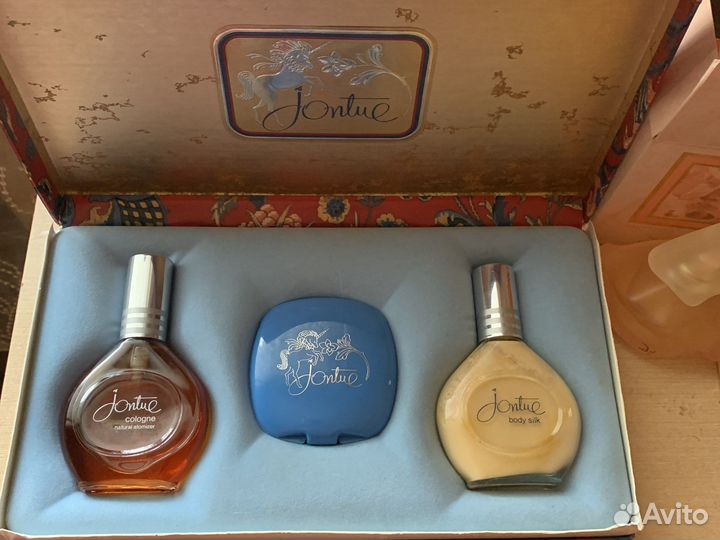 Jontue
Jontue
cologne
natural atomizer
Jontue
Jontue
body silk
Avito